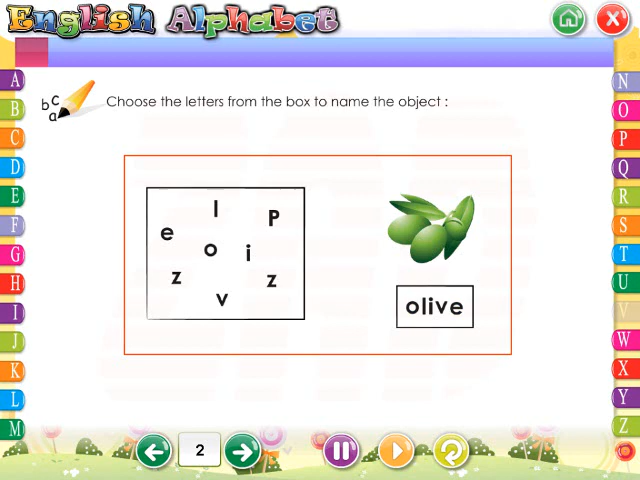 English Alphabet
A
B
C
D
E
F
G
H
I
J
K
L
M
N
O
P
Q
R
S
T
U
V
W
X
Y
Z
b c
a
Choose the letters from the box to name the object :
l
P
e
o
i
z
z
v
olive
2